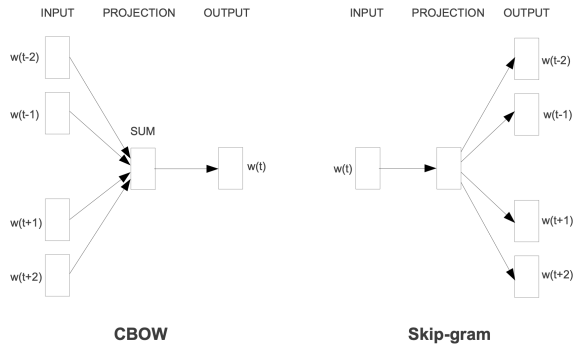 INPUT PROJECTION OUTPUT
w(t-2)
w(t-1)
SUM
w(t)
w(t+1)
w(t+2)
CBOW
INPUT PROJECTION OUTPUT
w(t-2)
w(t-1)
w(t)
w(t+1)
w(t+2)
Skip-gram